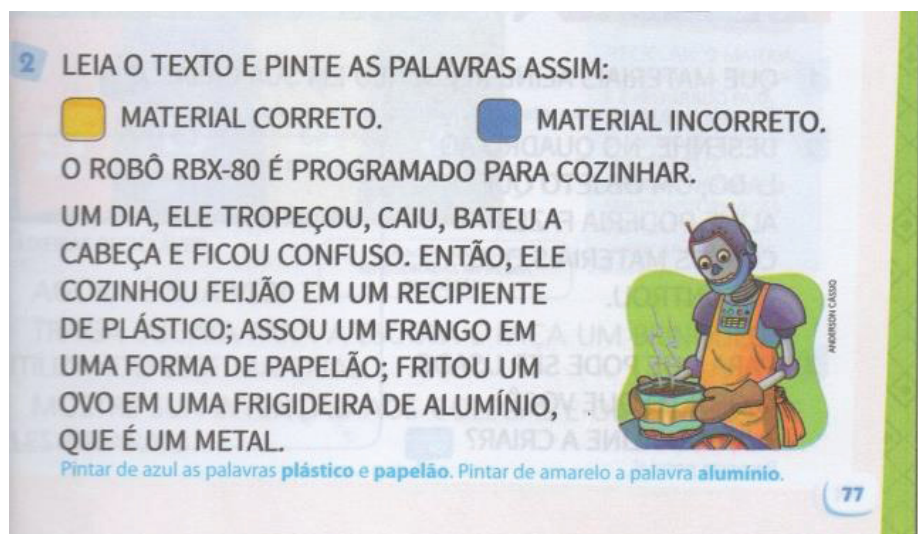 2 LEIA O TEXTO E PINTE AS PALAVRAS ASSIM:
MATERIAL CORRETO. MATERIAL INCORRETO.
O ROBÔ RBX-80 É PROGRAMADO PARA COZINHAR.
UM DIA, ELE TROPEÇOU, CAIU, BATEU A
CABEÇA E FICOU CONFUSO. ENTÃO, ELE
COZINHOU FEIJÃO EM UM RECIPIENTE
DE PLÁSTICO; ASSOU UM FRANGO EM
UMA FORMA DE PAPELÃO; FRITOU UM
OVO EM UMA FRIGIDEIRA DE ALUMÍNIO,
QUE É UM METAL.
ANDERSON CÁSSIO
Pintar de azul as palavras plástico e papelão. Pintar de amarelo a palavra alumínio.
77